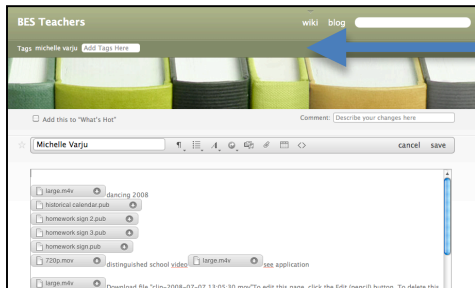 BES Teachers
wiki blog
Tags michelle varju Add Tags Here
Add this to "What's Hot"
Comment: Describe your changes here
Michelle Varju
cancel save
large.m4v dancing 2008
historical calendar.pub
homework sign 2.pub
homework sign 3.pub
homework sign.pub
720p.mov distinguished school video large.m4v see application
large.m4v Download file "clip-2008-07-07 13;05;30.mov"To edit this page, click the Edit (pencil) button. To delete this